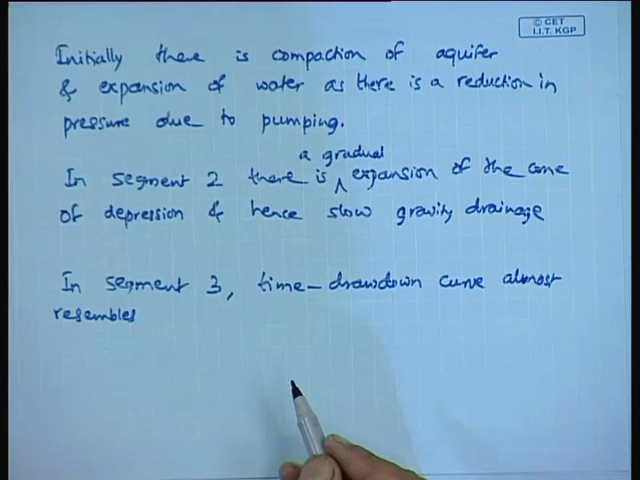 © CET
I.I.T. KGP
Initially there is compaction of aquifer
& expansion of water as there is a reduction in
pressure due to pumping.
a gradual
In segment 2 there is ^ expansion of the cone
of depression & hence slow gravity drainage
In segment 3, time-drawdown curve almost
resembles